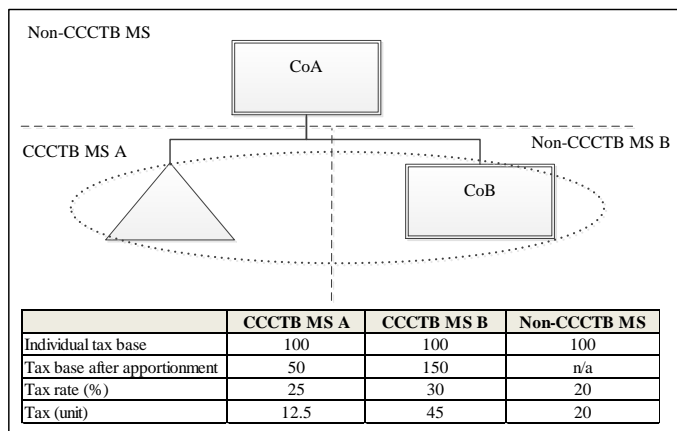 Non-CCCTB MS
CoA
CCCTB MS A
Non-CCCTB MS B
CoB
CCCTB MS A CCCTB MS B Non-CCCTB MS
Individual tax base 100 100 100
Tax base after apportionment 50 150 n/a
Tax rate (%) 25 30 20
Tax (unit) 12.5 45 20